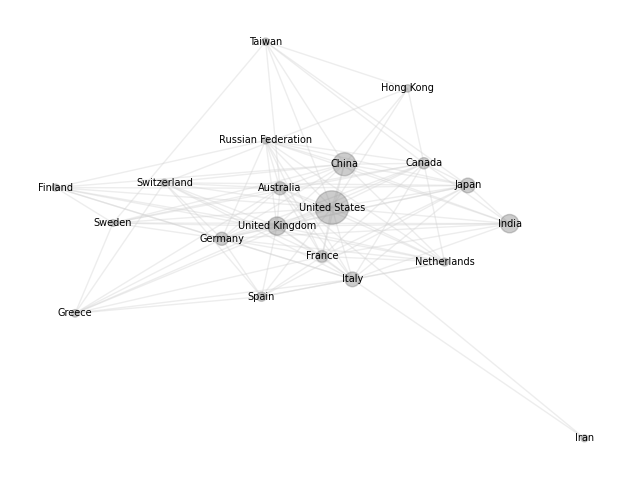 Taiwan
Hong Kong
Russian Federation
China
Canada
Finland
Switzerland
Australia
Japan
United States
Sweden
United Kingdom
India
Germany
France
Netherlands
Italy
Spain
Greece
Iran